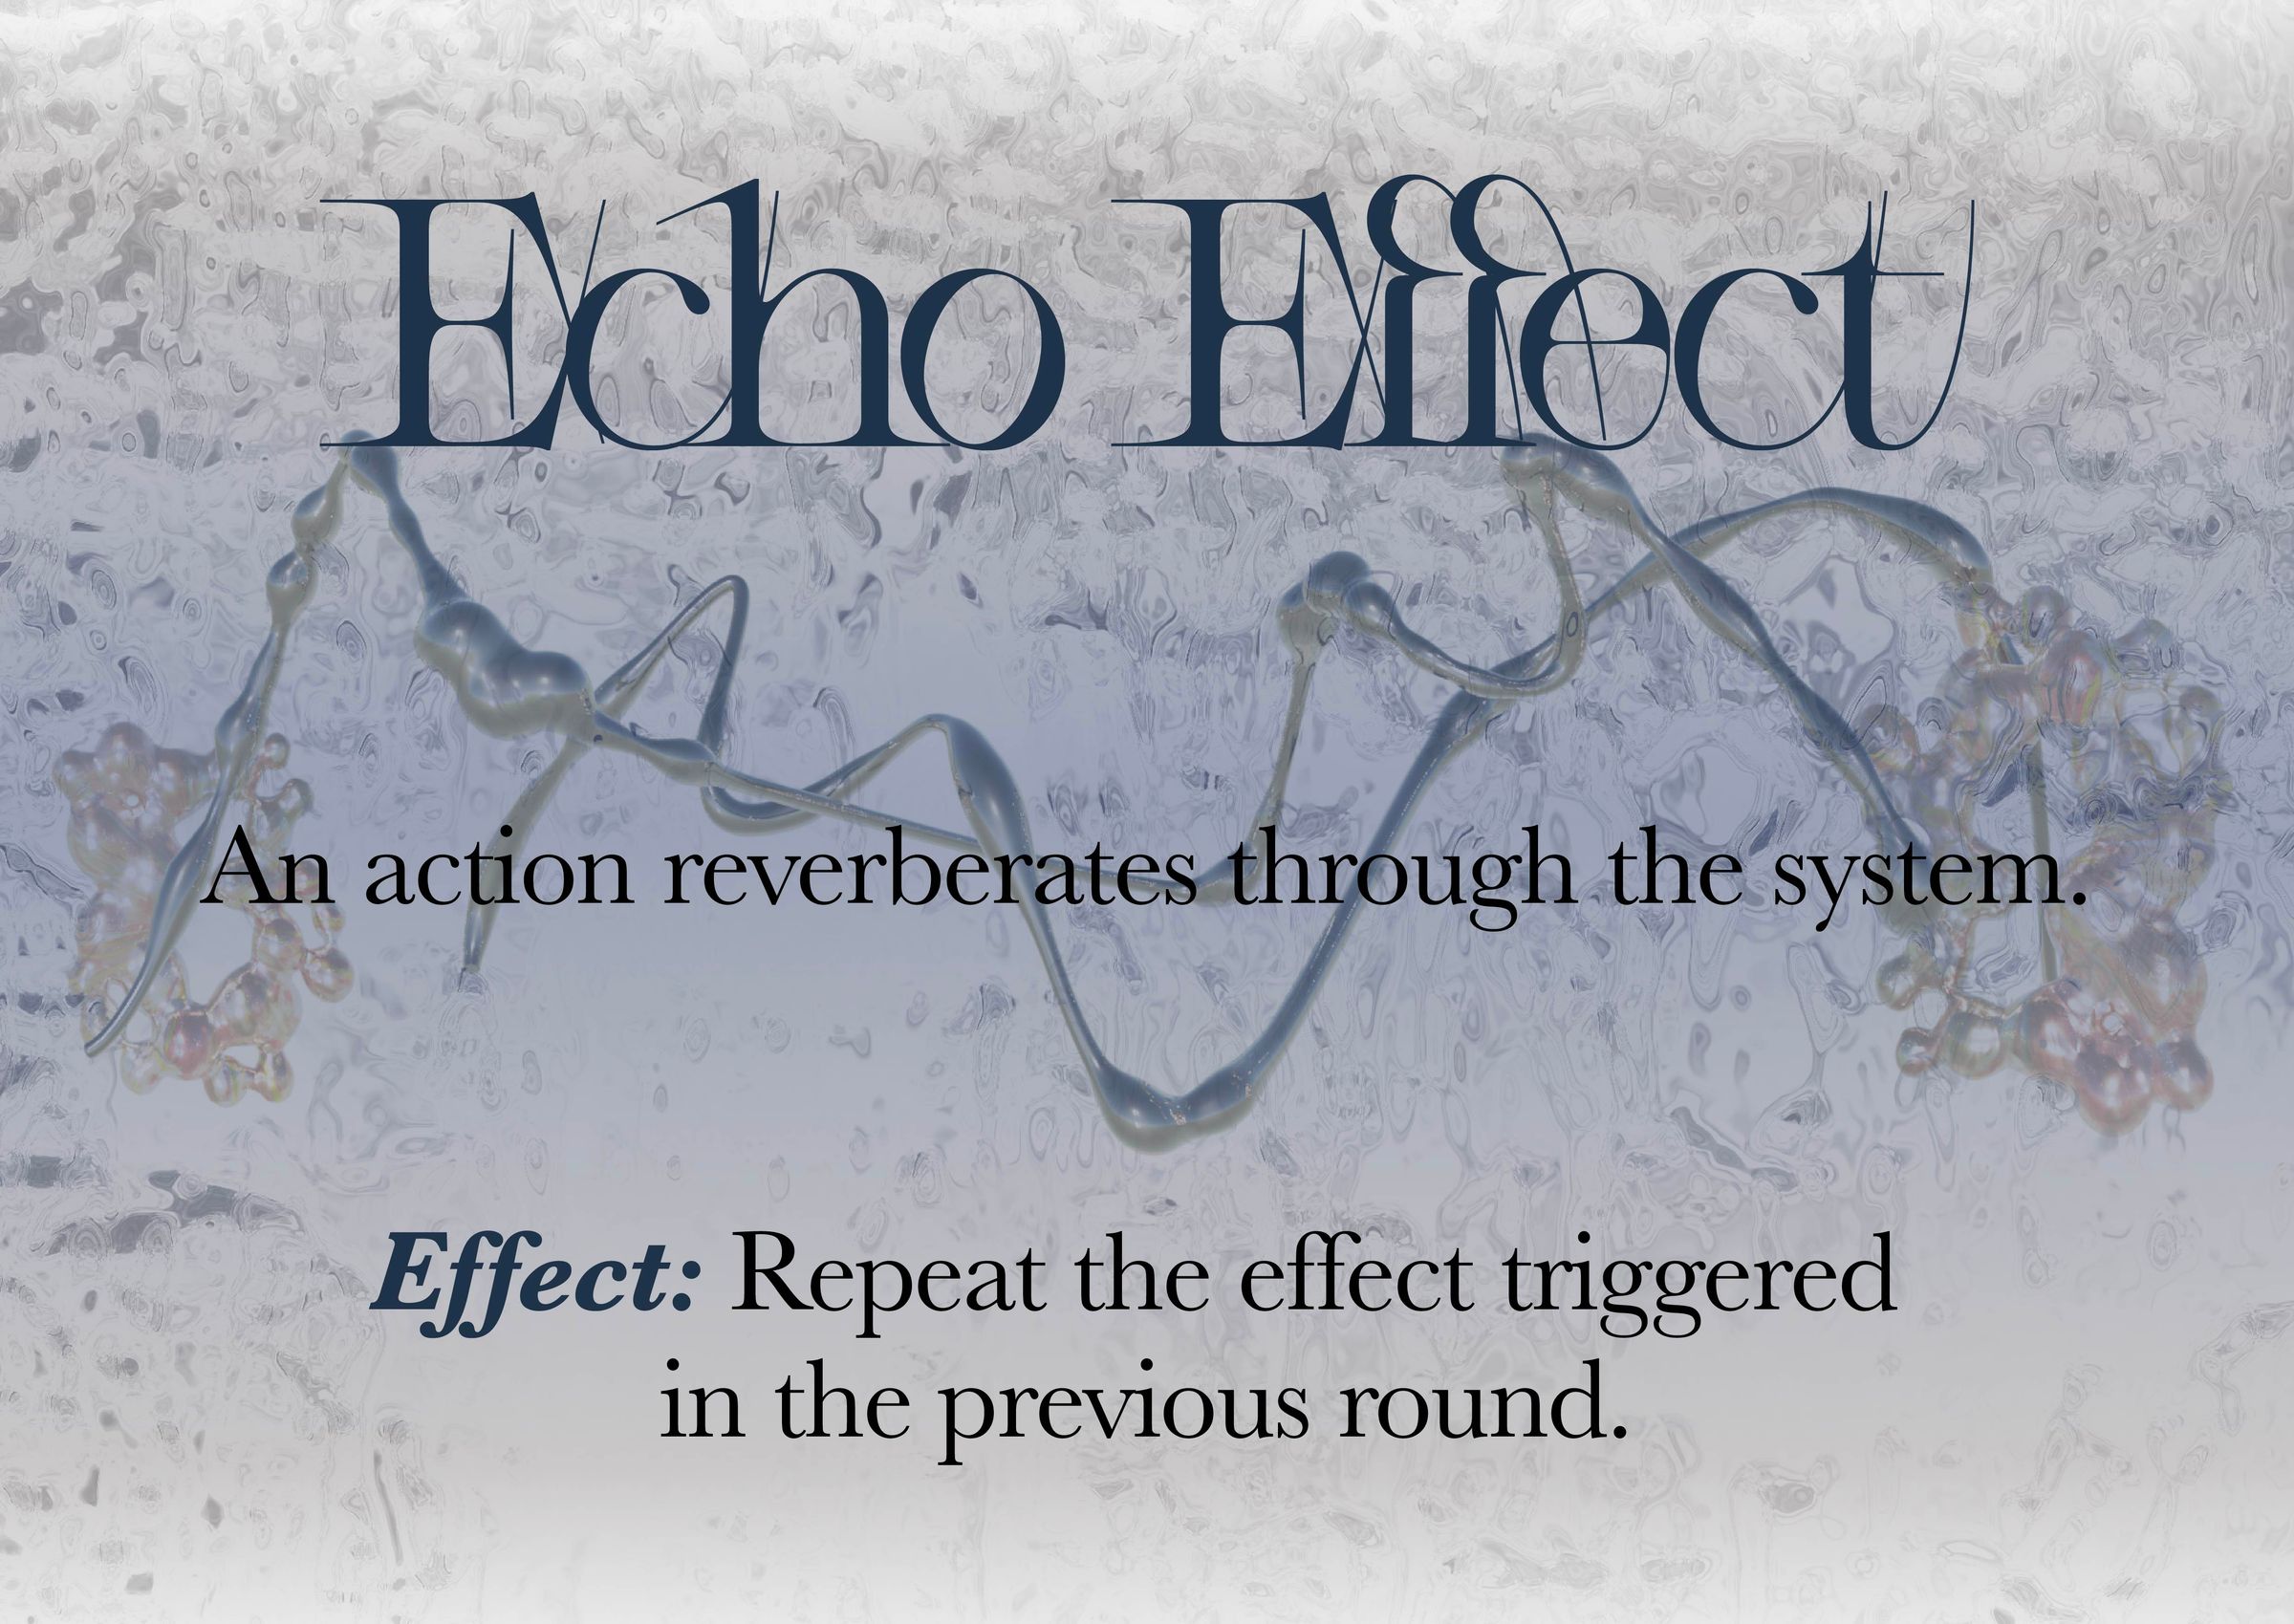 Echo Effect
An action reverberates through the system.
Effect: Repeat the effect triggered
in the previous round.